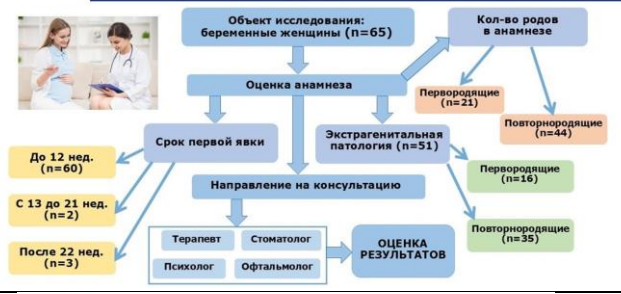 Объект исследования:
беременные женщины (n=65)
Кол-во родов
в анамнезе
Оценка анамнеза
Первородящие
(n=21)
Повторнородящие
(n=44)
Срок первой явки
Экстрагенитальная
патология (n=51)
До 12 нед.
(n=60)
С 13 до 21 нед.
(n=2)
После 22 нед.
(n=3)
Первородящие
(n=16)
Повторнородящие
(n=35)
Направление на консультацию
Терапевт
Стоматолог
Психолог
Офтальмолог
ОЦЕНКА
РЕЗУЛЬТАТОВ